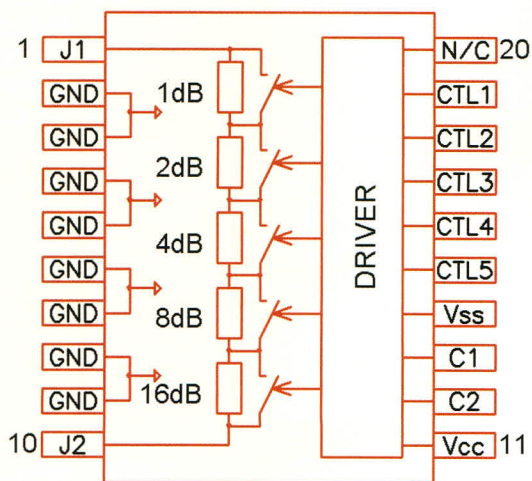 1 J1 N/C 20
GND 1dB CTL1
GND CTL2
GND 2dB CTL3
GND 4dB CTL4
GND CTL5
GND 8dB Vss
GND C1
GND 16dB C2
10 J2 Vcc 11
DRIVER